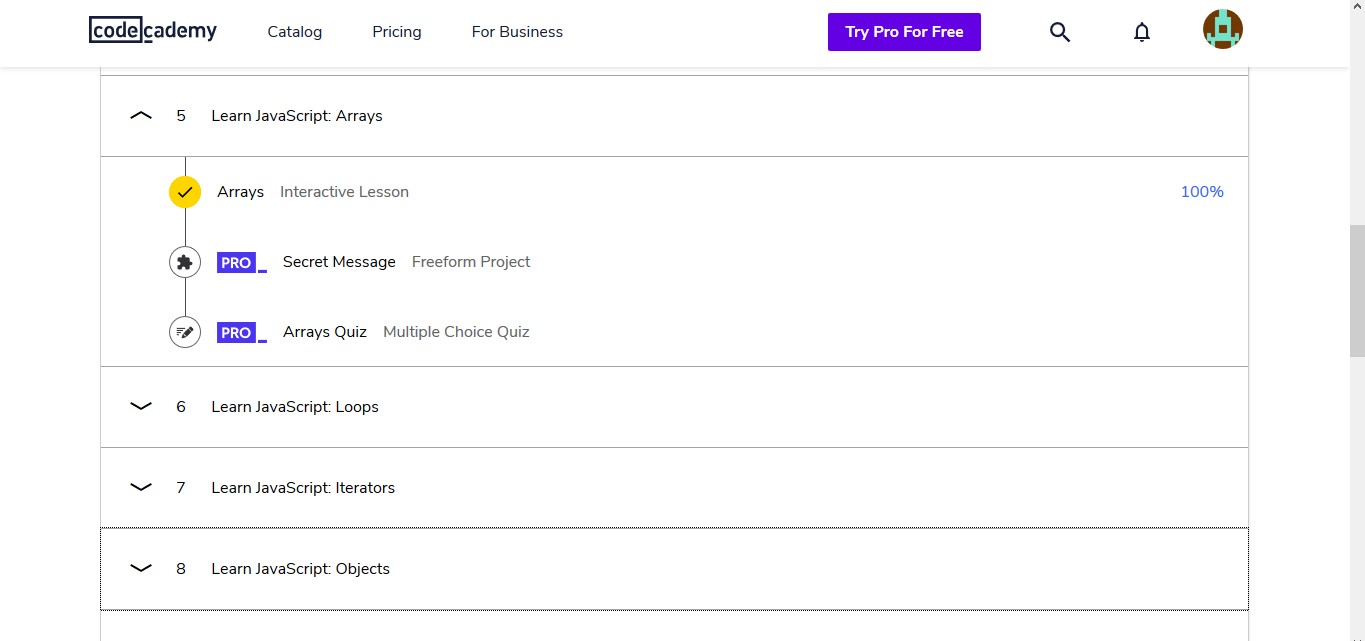 codecademy Catalog Pricing For Business Try Pro For Free
5 Learn JavaScript: Arrays
Arrays Interactive Lesson 100%
PRO Secret Message Freeform Project
PRO Arrays Quiz Multiple Choice Quiz
6 Learn JavaScript: Loops
7 Learn JavaScript: Iterators
8 Learn JavaScript: Objects